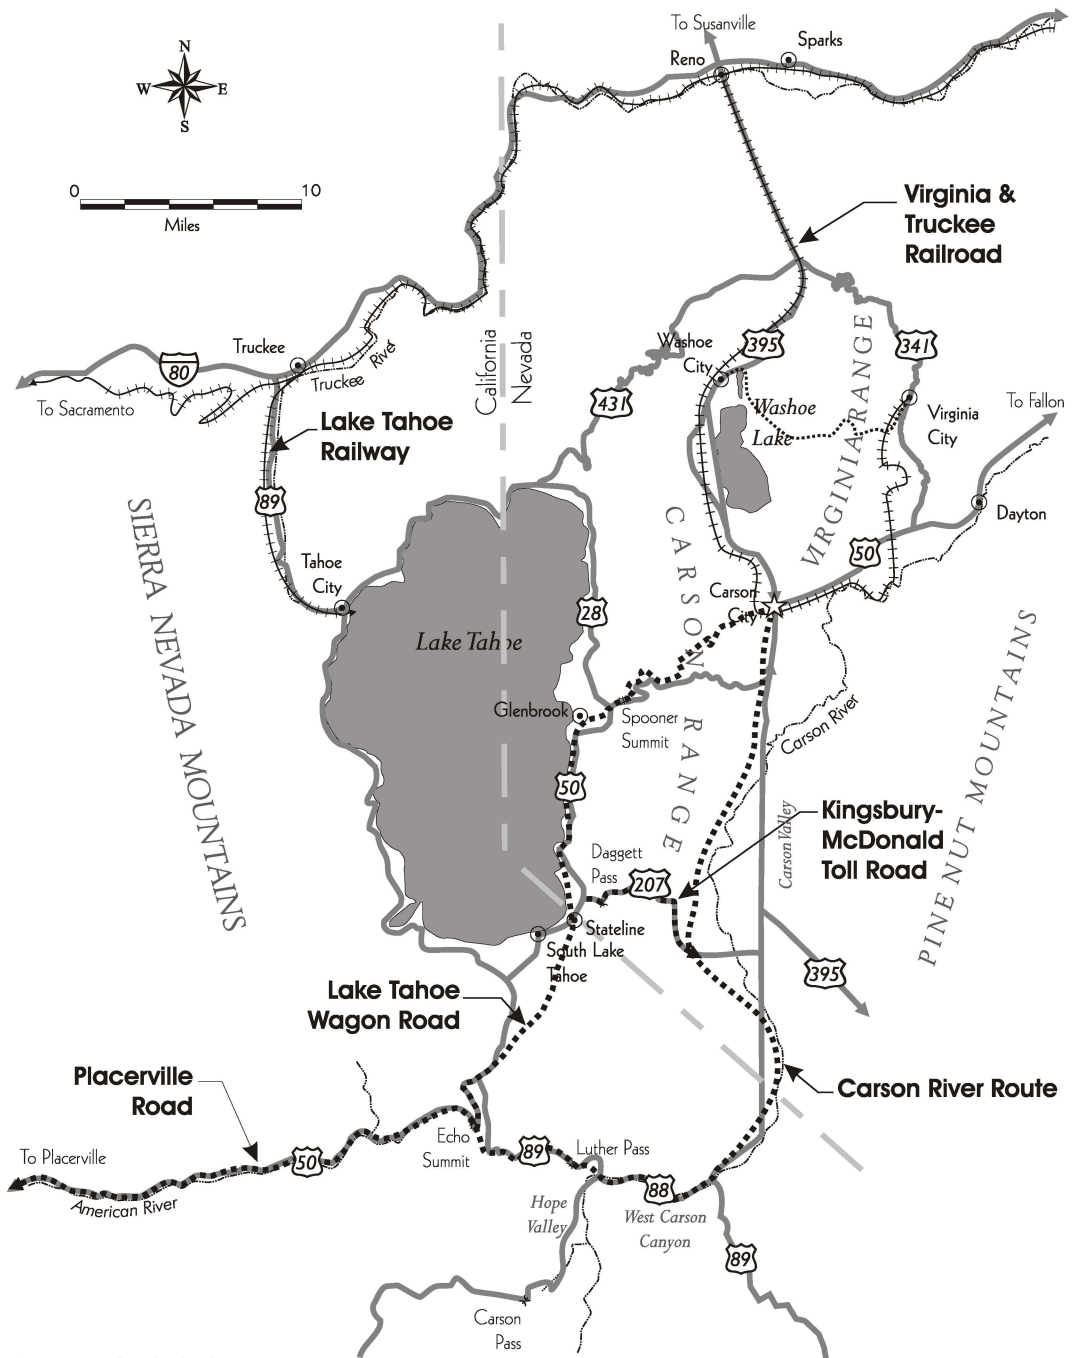 To Susanville
Sparks
Reno
N
W
E
S
0
10
Miles
Virginia &
Truckee
Railroad
California
Nevada
Washoe
City
395
341
VIRGINIA RANGE
Truckee
80
Truckee
River
To Sacramento
431
Washoe
Lake
Virginia
City
To Fallon
Lake Tahoe
Railway
89
SIERRA NEVADA MOUNTAINS
CARSON
RANGE
Dayton
50
Tahoe
City
Carson
City
28
Lake Tahoe
PINE NUT MOUNTAINS
Glenbrook
Spooner
Summit
Carson River
50
Carson Valley
Kingsbury-
McDonald
Toll Road
Daggett
Pass
207
Stateline
South Lake
Tahoe
395
Lake Tahoe
Wagon Road
Placerville
Road
Carson River Route
Echo
Summit
89
Luther Pass
To Placerville
50
American River
88
Hope
Valley
West Carson
Canyon
89
Carson
Pass